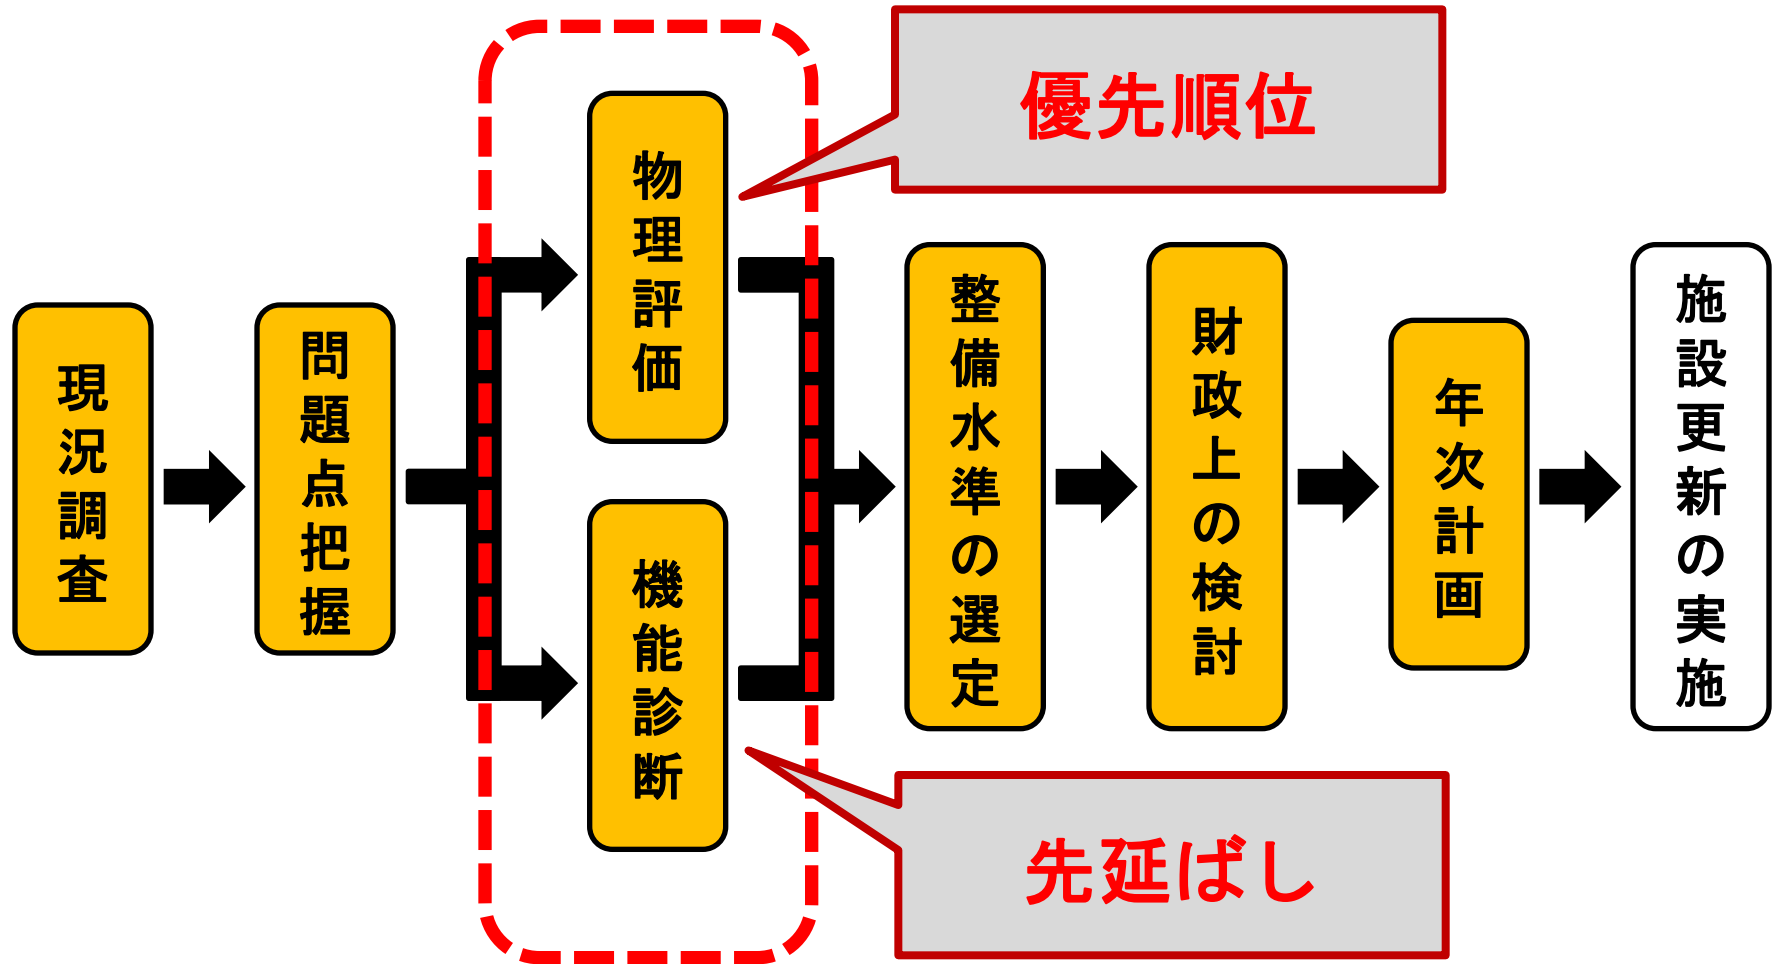 現況調査
問題点把握
物理評価
優先順位
機能診断
先延ばし
整備水準の選定
財政上の検討
年次計画
施設更新の実施